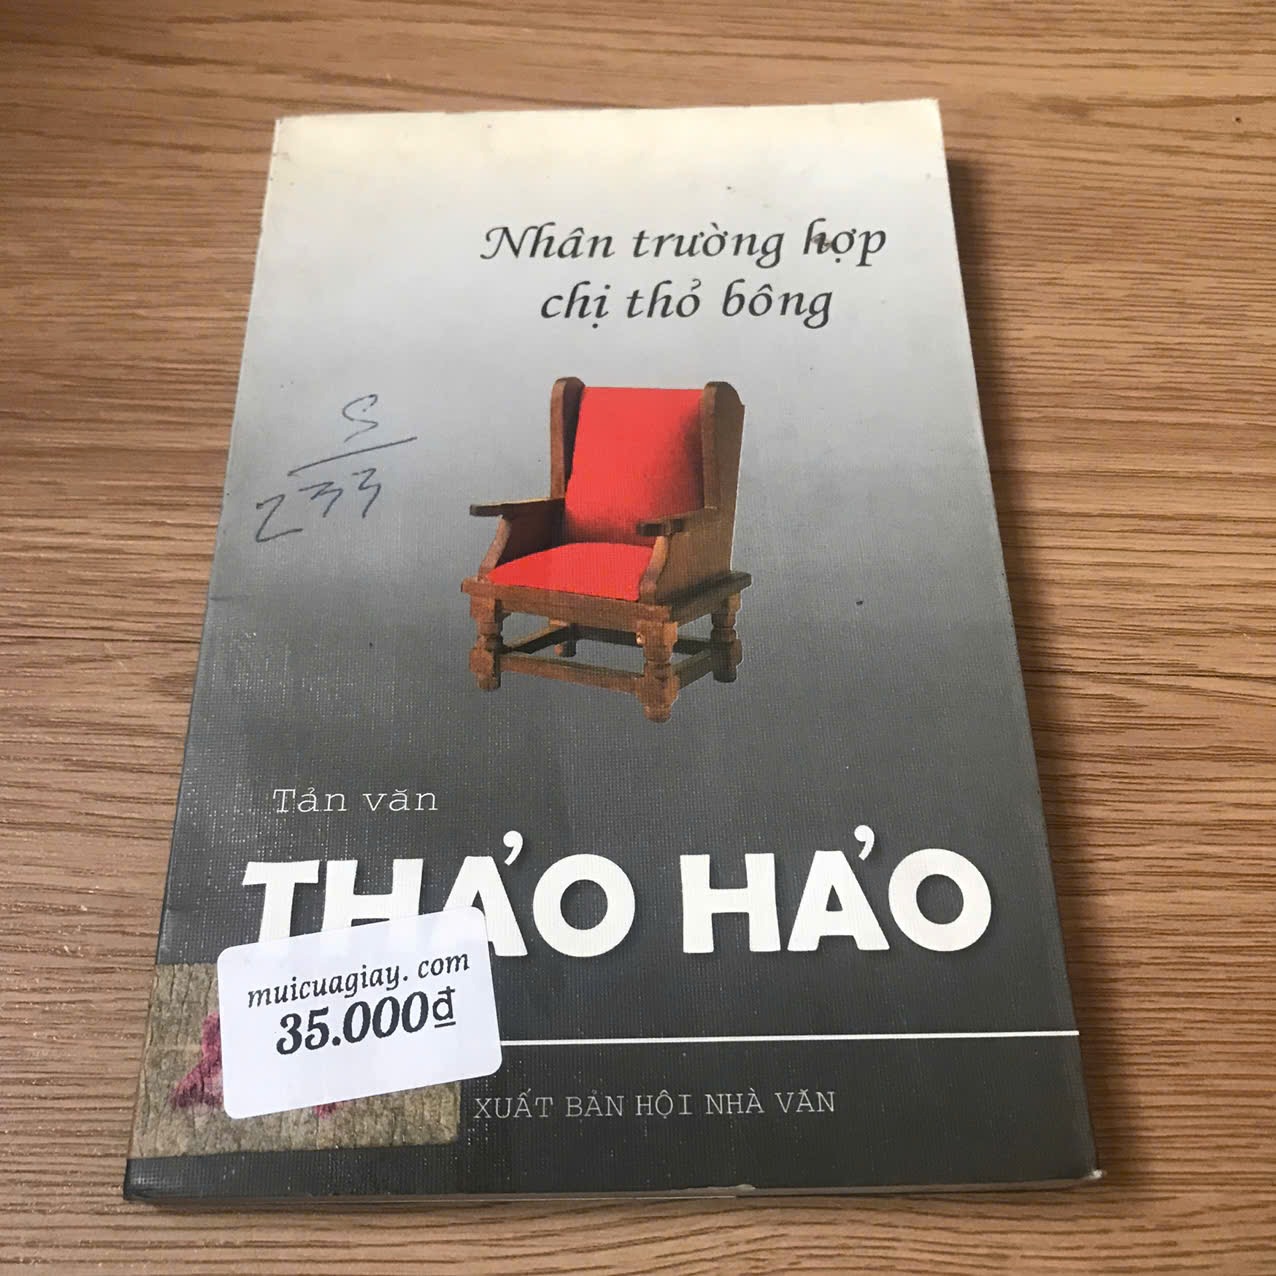 Nhân trường hợp
chị thỏ bông
S
233
Tản văn
THẢO HẢO
muicuagiay. com
35.000₫
XUẤT BẢN HỘI NHÀ VĂN